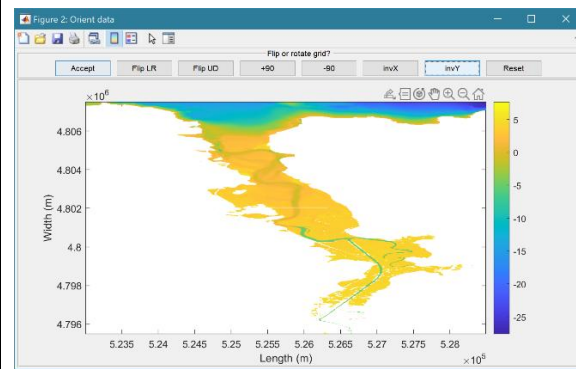 Figure 2: Orient data
Flip or rotate grid?
Accept Flip LR Flip UD +90 -90 invX invY Reset
×10⁶
4.806
4.804
4.802
4.8
4.798
4.796
Width (m)
5.235 5.24 5.245 5.25 5.255 5.26 5.265 5.27 5.275 5.28
Length (m)
×10⁵
5
0
-5
-10
-15
-20
-25